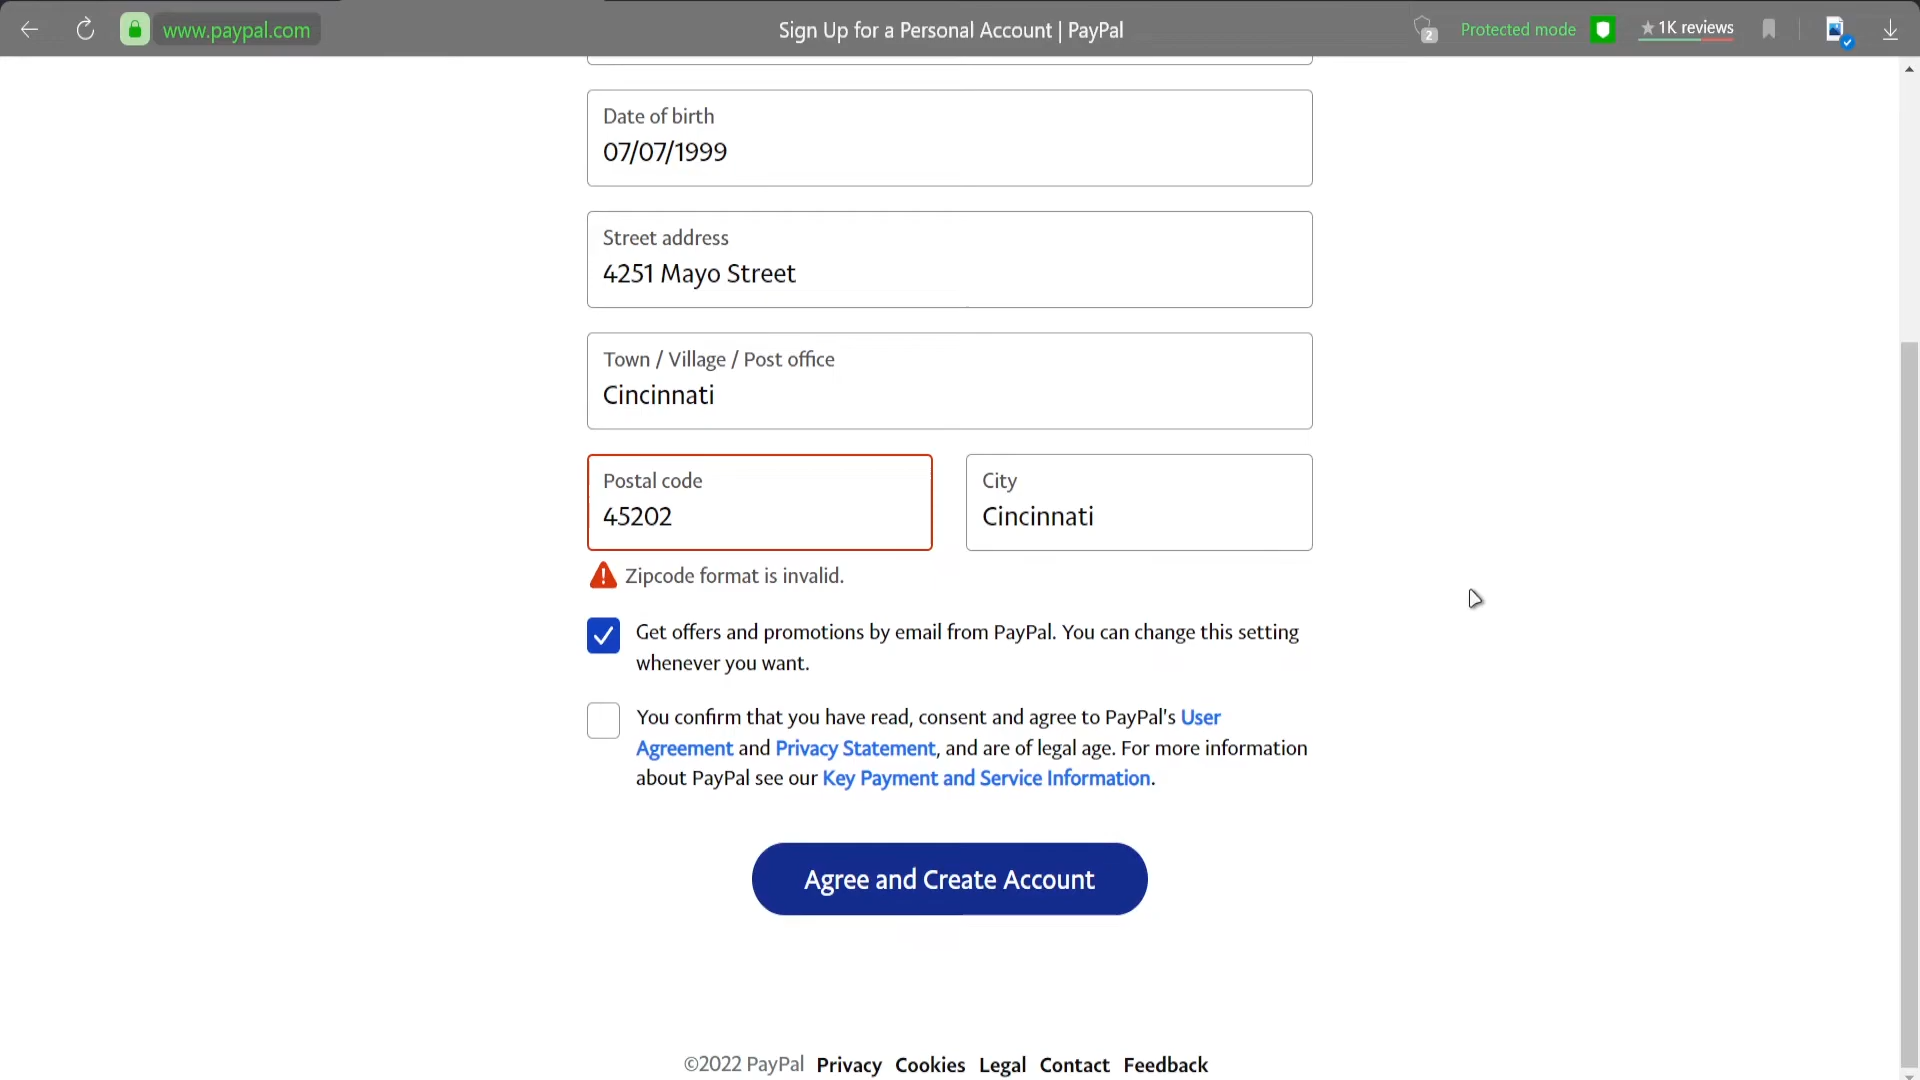 www.paypal.com
Sign Up for a Personal Account | PayPal
2
Protected mode
1K reviews
Date of birth
07/07/1999
Street address
4251 Mayo Street
Town / Village / Post office
Cincinnati
Postal code
45202
City
Cincinnati
Zipcode format is invalid.
Get offers and promotions by email from PayPal. You can change this setting
whenever you want.
You confirm that you have read, consent and agree to PayPal's User
Agreement and Privacy Statement, and are of legal age. For more information
about PayPal see our Key Payment and Service Information.
Agree and Create Account
©2022 PayPal Privacy Cookies Legal Contact Feedback